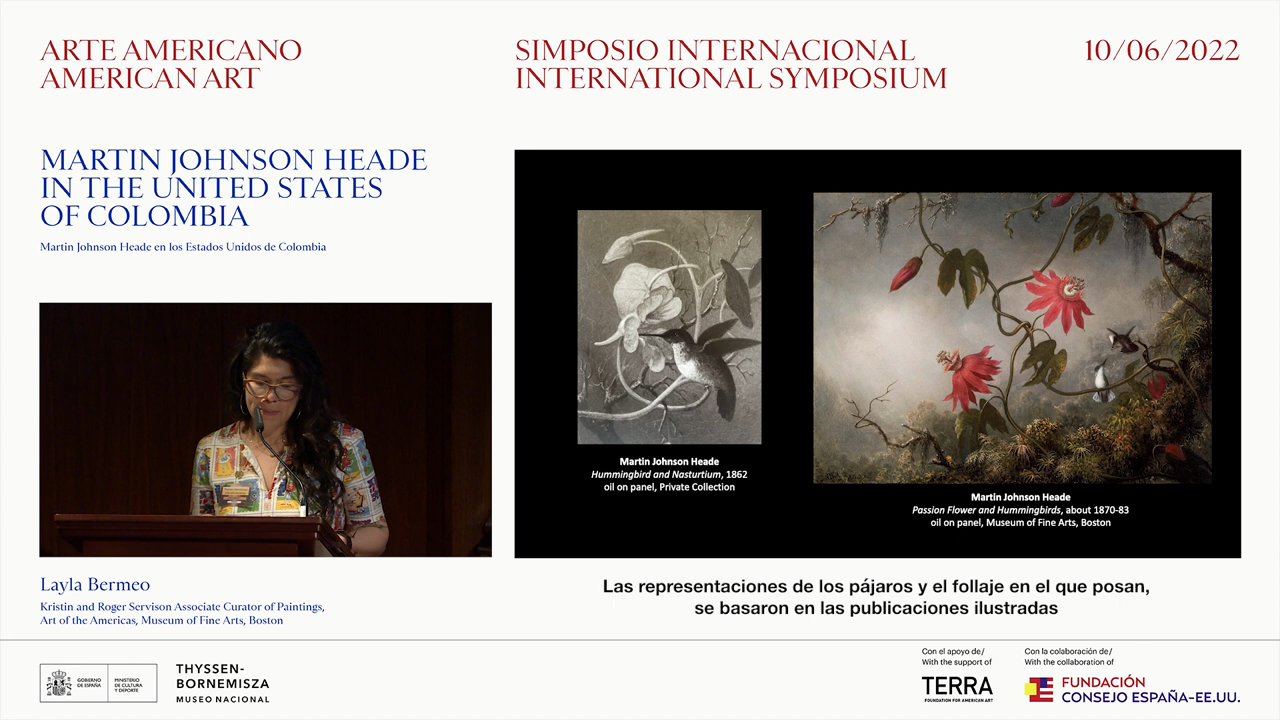 ARTE AMERICANO
AMERICAN ART
SIMPOSIO INTERNACIONAL
INTERNATIONAL SYMPOSIUM
10/06/2022
MARTIN JOHNSON HEADE
IN THE UNITED STATES
OF COLOMBIA
Martin Johnson Heade en los Estados Unidos de Colombia
Martin Johnson Heade
Hummingbird and Nasturtium, 1862
oil on panel, Private Collection
Martin Johnson Heade
Passion Flower and Hummingbirds, about 1870-83
oil on panel, Museum of Fine Arts, Boston
Layla Bermeo
Kristin and Roger Servison Associate Curator of Paintings,
Art of the Americas, Museum of Fine Arts, Boston
Las representaciones de los pájaros y el follaje en el que posan,
se basaron en las publicaciones ilustradas
GOBIERNO
DE ESPAÑA
MINISTERIO
DE CULTURA
Y DEPORTE
THYSSEN-
BORNEMISZA
MUSEO NACIONAL
Con el apoyo de/
With the support of
TERRA
FOUNDATION FOR AMERICAN ART
Con la colaboración de/
With the collaboration of
FUNDACIÓN
CONSEJO ESPAÑA-EE.UU.